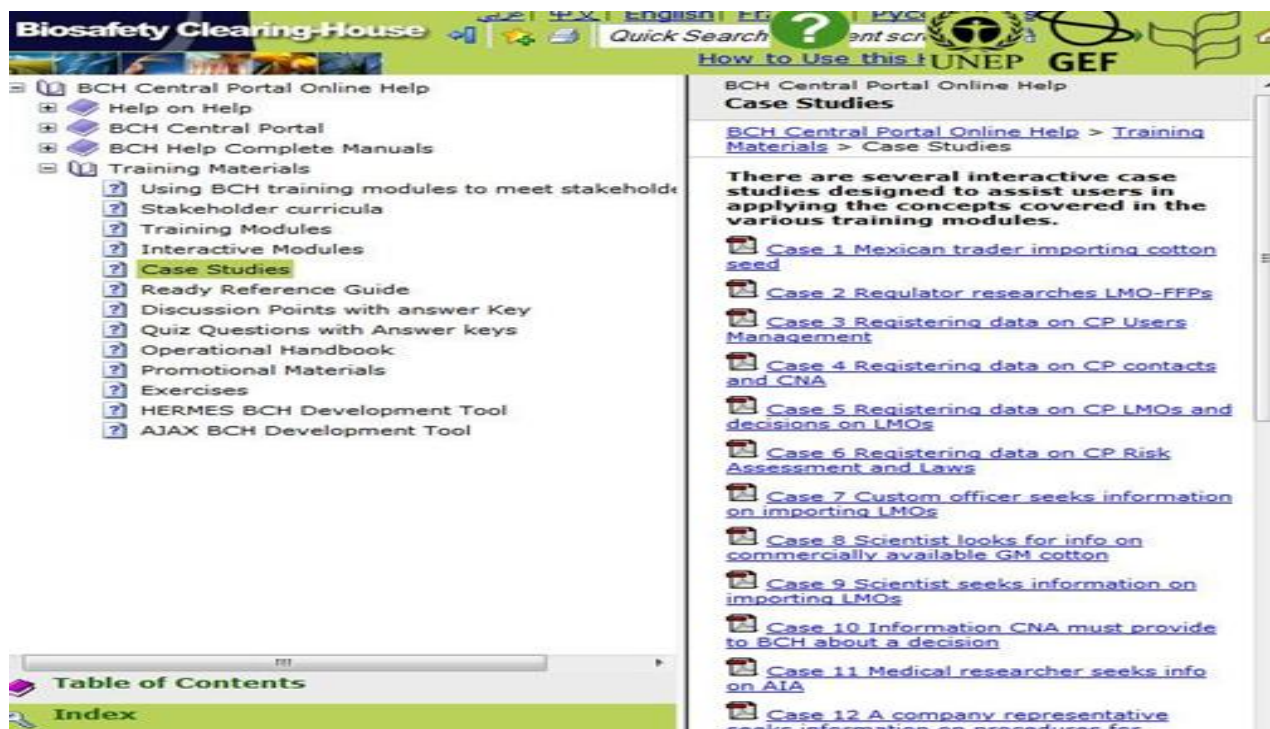 Biosafety Clearing-House
عربي | 中文 | English
Quick Search
How to Use this
UNEP
GEF
BCH Central Portal Online Help
Help on Help
BCH Central Portal
BCH Help Complete Manuals
Training Materials
Using BCH training modules to meet
Stakeholder curricula
Training Modules
Interactive Modules
Case Studies
Ready Reference Guide
Discussion Points with answer Key
Quiz Questions with Answer keys
Operational Handbook
Promotional Materials
Exercises
HERMES BCH Development Tool
AJAX BCH Development Tool
Table of Contents
Index
BCH Central Portal Online Help
Case Studies
BCH Central Portal Online Help > Training
Materials > Case Studies
There are several interactive case
studies designed to assist users in
applying the concepts covered in the
various training modules.
Case 1 Mexican trader importing cotton
seed
Case 2 Regulator researches LMO-FFPs
Case 3 Registering data on CP Users
Management
Case 4 Registering data on CP contacts
and CNA
Case 5 Registering data on CP LMOs and
decisions on LMOs
Case 6 Registering data on CP Risk
Assessment and Laws
Case 7 Custom officer seeks information
on importing LMOs
Case 8 Scientist looks for info on
commercially available GM cotton
Case 9 Scientist seeks information on
importing LMOs
Case 10 Information CNA must provide
to BCH about a decision
Case 11 Medical researcher seeks info
on AIA
Case 12 A company representative
seeks information on procedures for